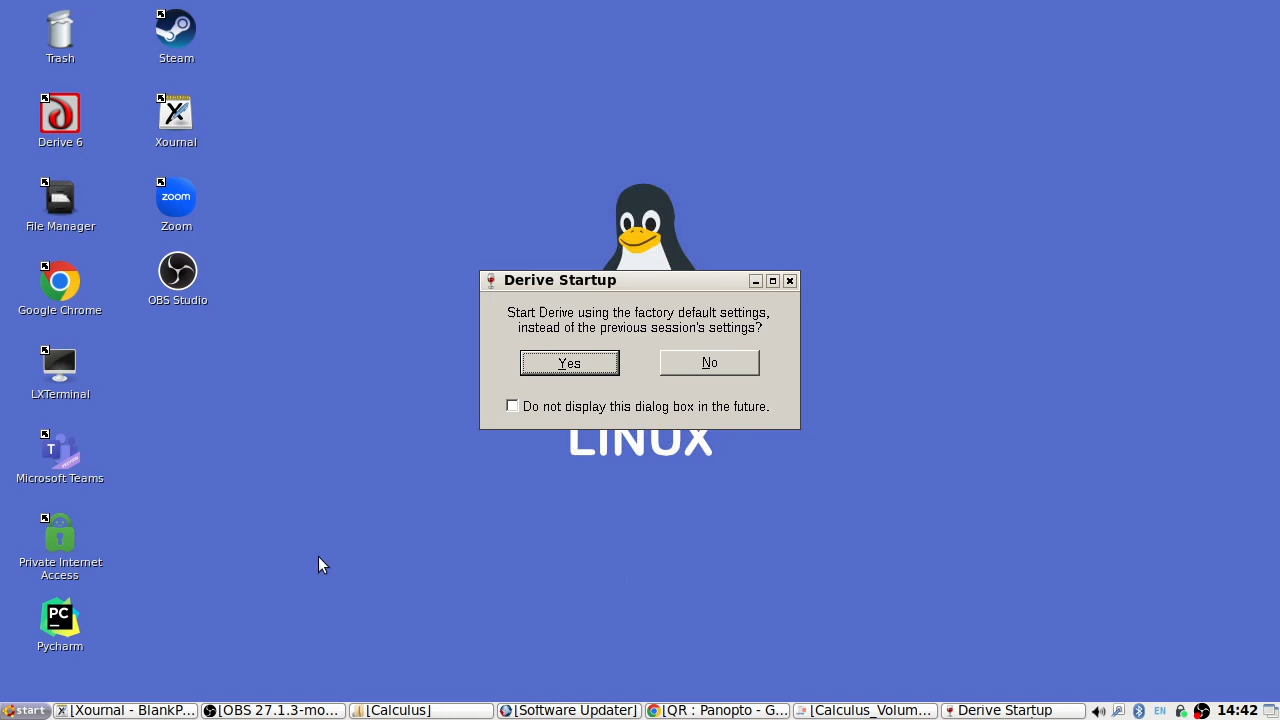 Trash
Steam
Derive 6
Xournal
File Manager
zoom
Zoom
Google Chrome
OBS Studio
LXTerminal
T
Microsoft Teams
Private Internet
Access
PC
Pycharm
Derive Startup
Start Derive using the factory default settings,
instead of the previous session's settings?
Yes
No
Do not display this dialog box in the future.
LINUX
start
[Xournal - BlankP...
[OBS 27.1.3-mo...
[Calculus]
[Software Updater]
[QR : Panopto - G...
[Calculus_Volum...
Derive Startup
EN
14:42